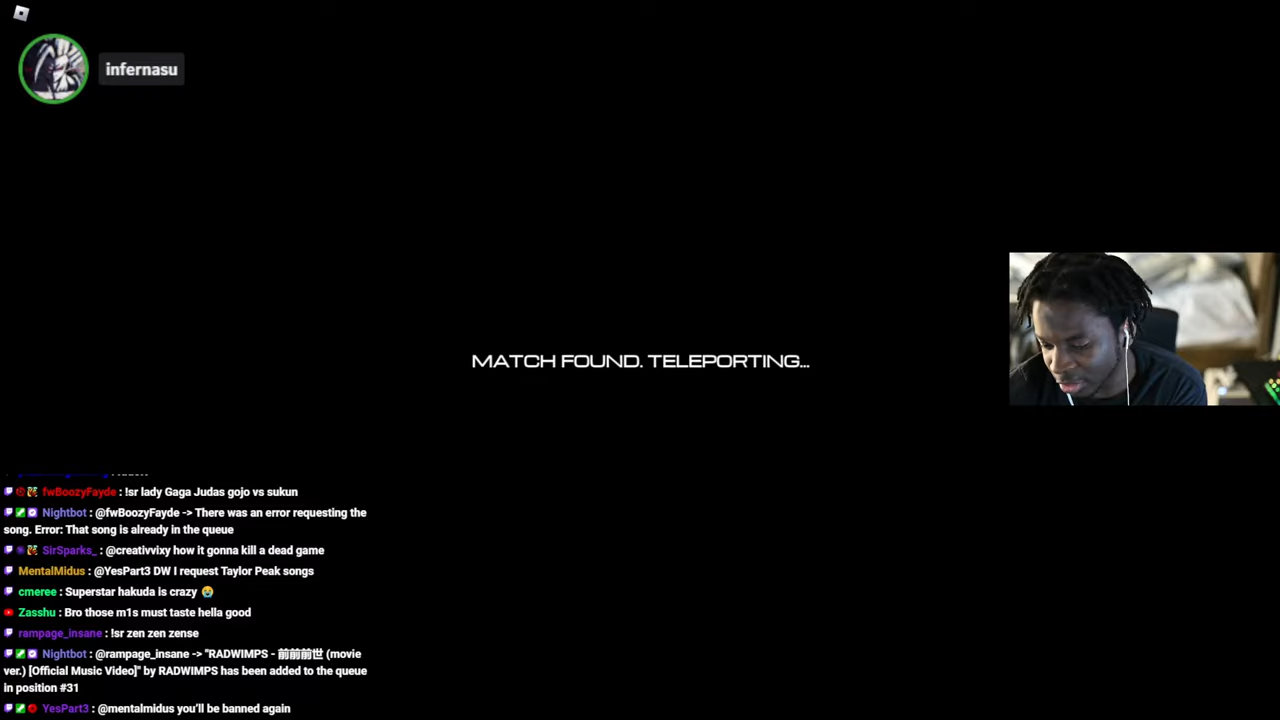 infernasu
MATCH FOUND. TELEPORTING...
fwBoozyFayde : !sr lady Gaga Judas gojo vs sukun
Nightbot : @fwBoozyFayde -> There was an error requesting the
song. Error: That song is already in the queue
SirSparks_ : @creativvixy how it gonna kill a dead game
MentalMidus : @YesPart3 DW I request Taylor Peak songs
cmeree : Superstar hakuda is crazy 😭
Zasshu : Bro those m1s must taste hella good
rampage_insane : !sr zen zen zense
Nightbot : @rampage_insane -> "RADWIMPS - 前前前世 (movie
ver.) [Official Music Video]" by RADWIMPS has been added to the queue
in position #31
YesPart3 : @mentalmidus you’ll be banned again